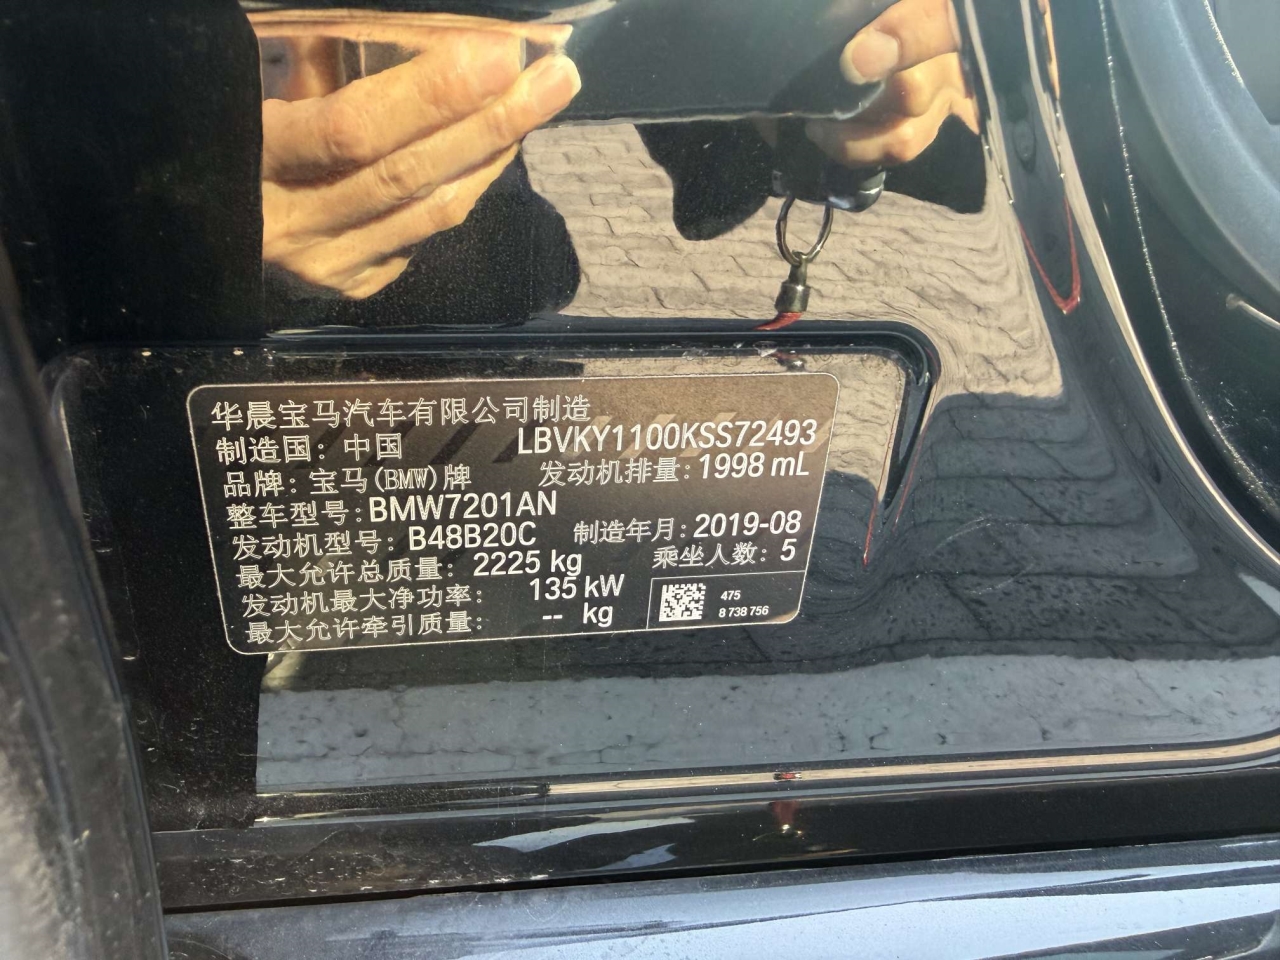 华晨宝马汽车有限公司制造
制造国：中国 LBVKY1100KSS72493
品牌：宝马(BMW)牌 发动机排量：1998 mL
整车型号：BMW7201AN
发动机型号：B48B20C 制造年月：2019-08
最大允许总质量：2225 kg 乘坐人数：5
发动机最大净功率：135 kW
最大允许牵引质量：-- kg
475
8 738 756